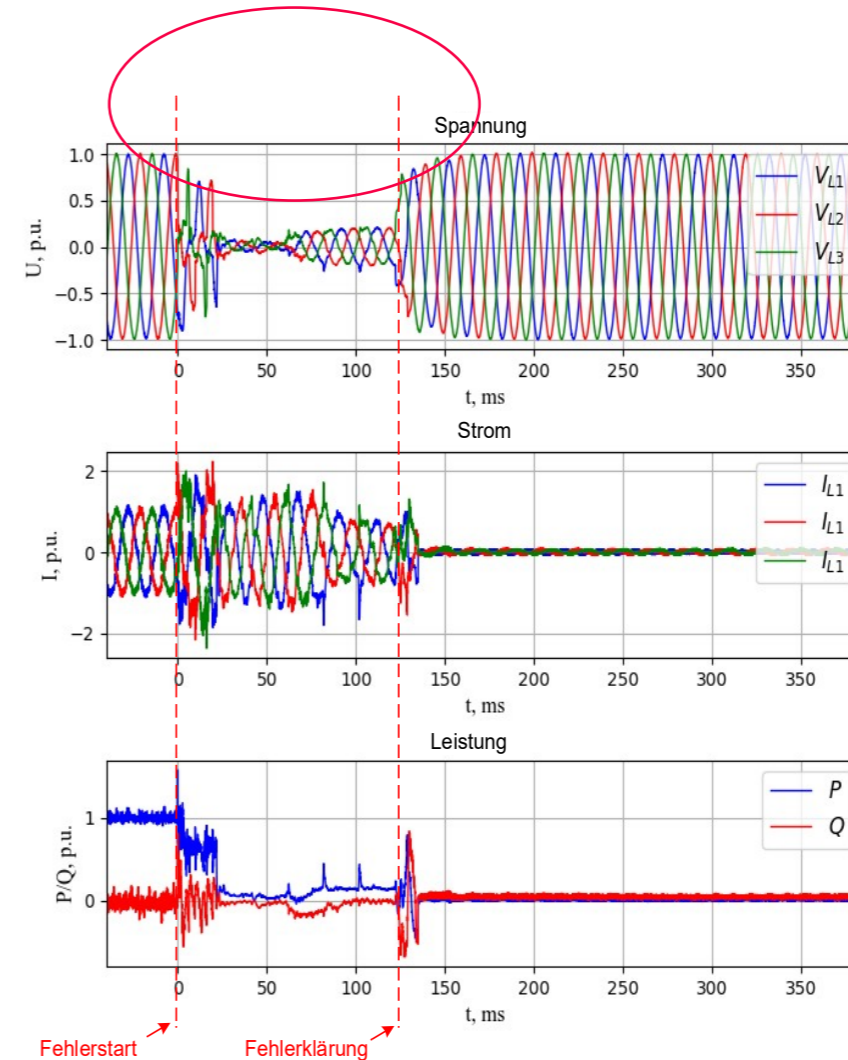 Spannung
1.0
0.5
0.0
−0.5
−1.0
U, p.u.
V_L1
V_L2
V_L3
0 50 100 150 200 250 300 350
t, ms
Strom
2
0
−2
I, p.u.
I_L1
I_L1
I_L1
0 50 100 150 200 250 300 350
t, ms
Leistung
1
0
P/Q, p.u.
P
Q
0 50 100 150 200 250 300 350
t, ms
Fehlerstart Fehlerklärung